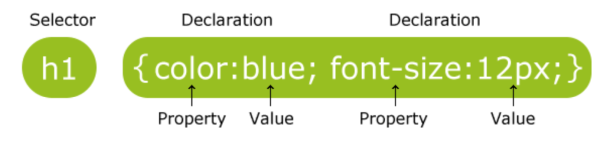 Selector Declaration Declaration
h1 {color:blue; font-size:12px;}
Property Value Property Value